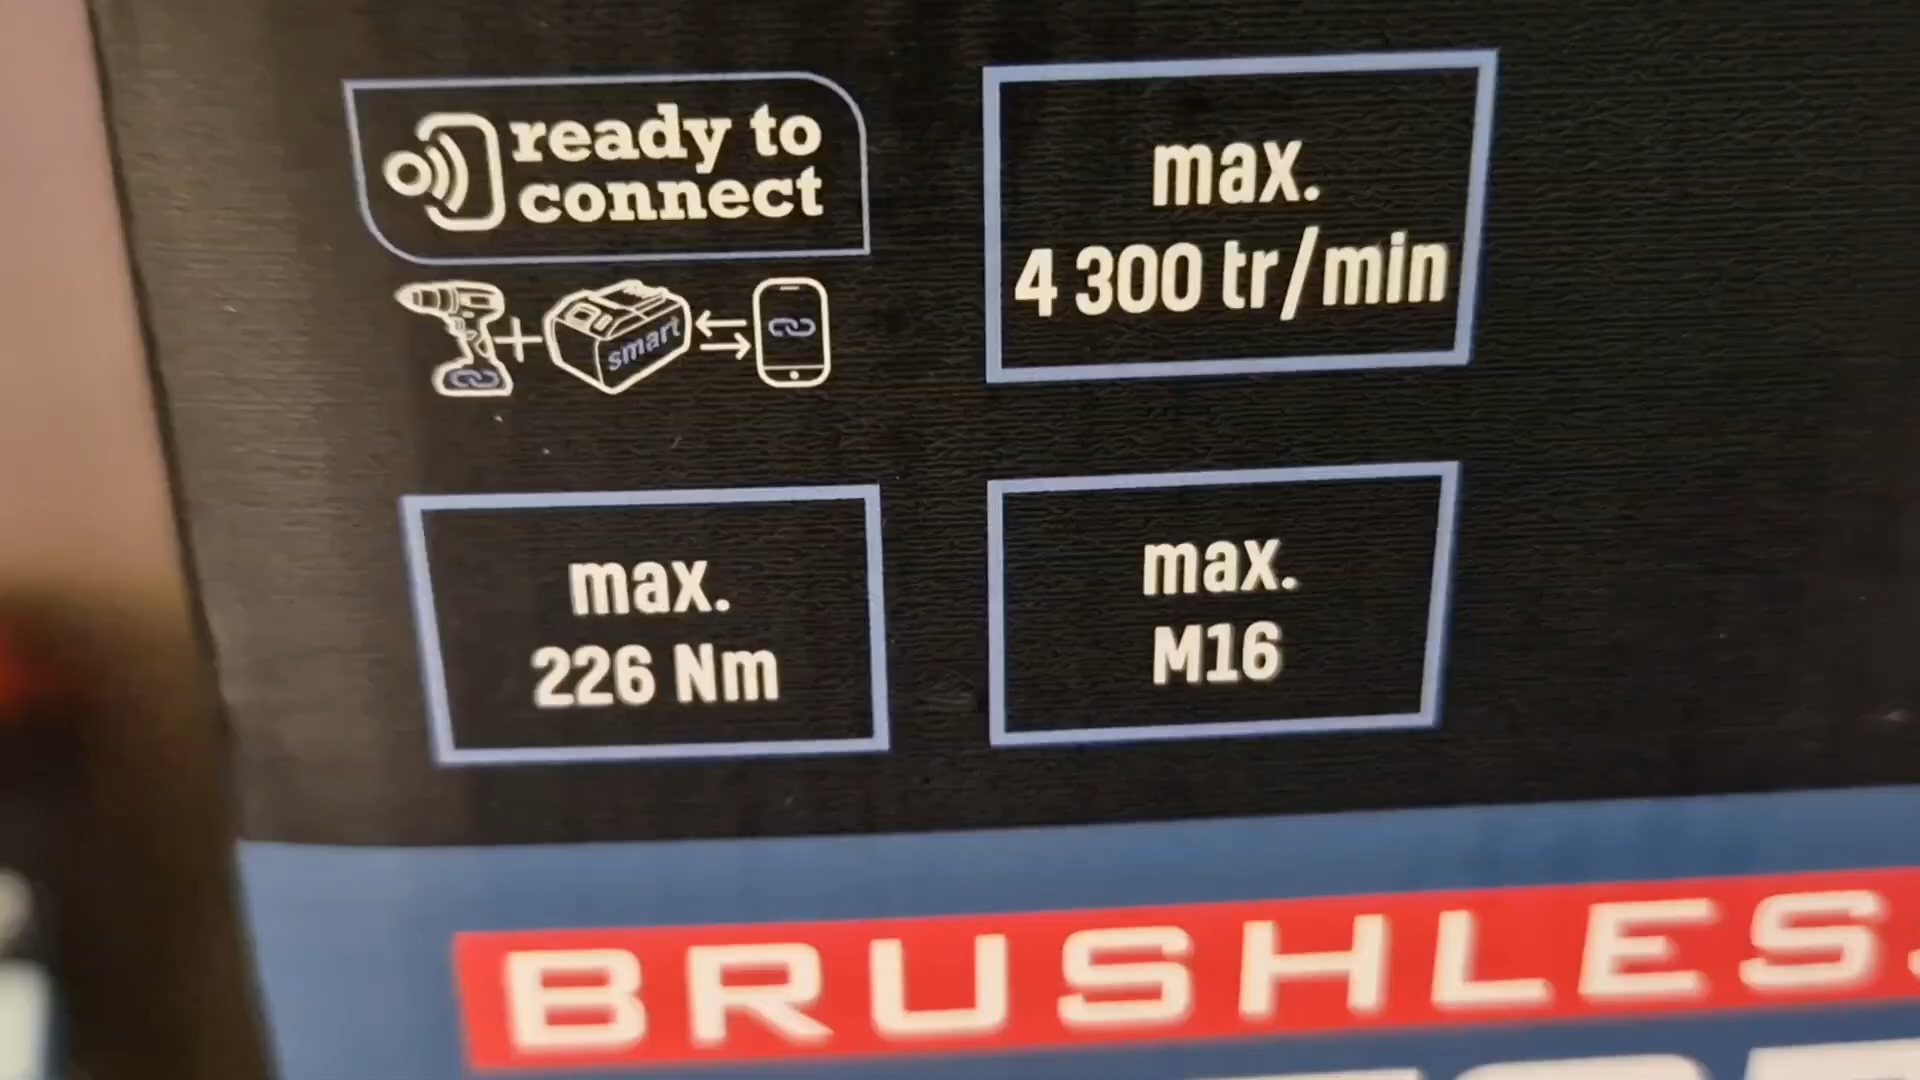 ready to
connect
smart
max.
4 300 tr/min
max.
226 Nm
max.
M16
BRUSHLES